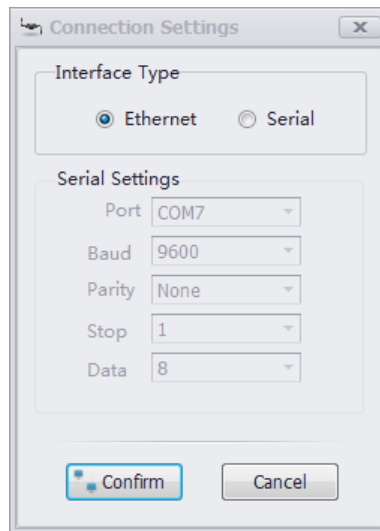 Connection Settings
Interface Type
Ethernet Serial
Serial Settings
Port COM7
Baud 9600
Parity None
Stop 1
Data 8
Confirm Cancel